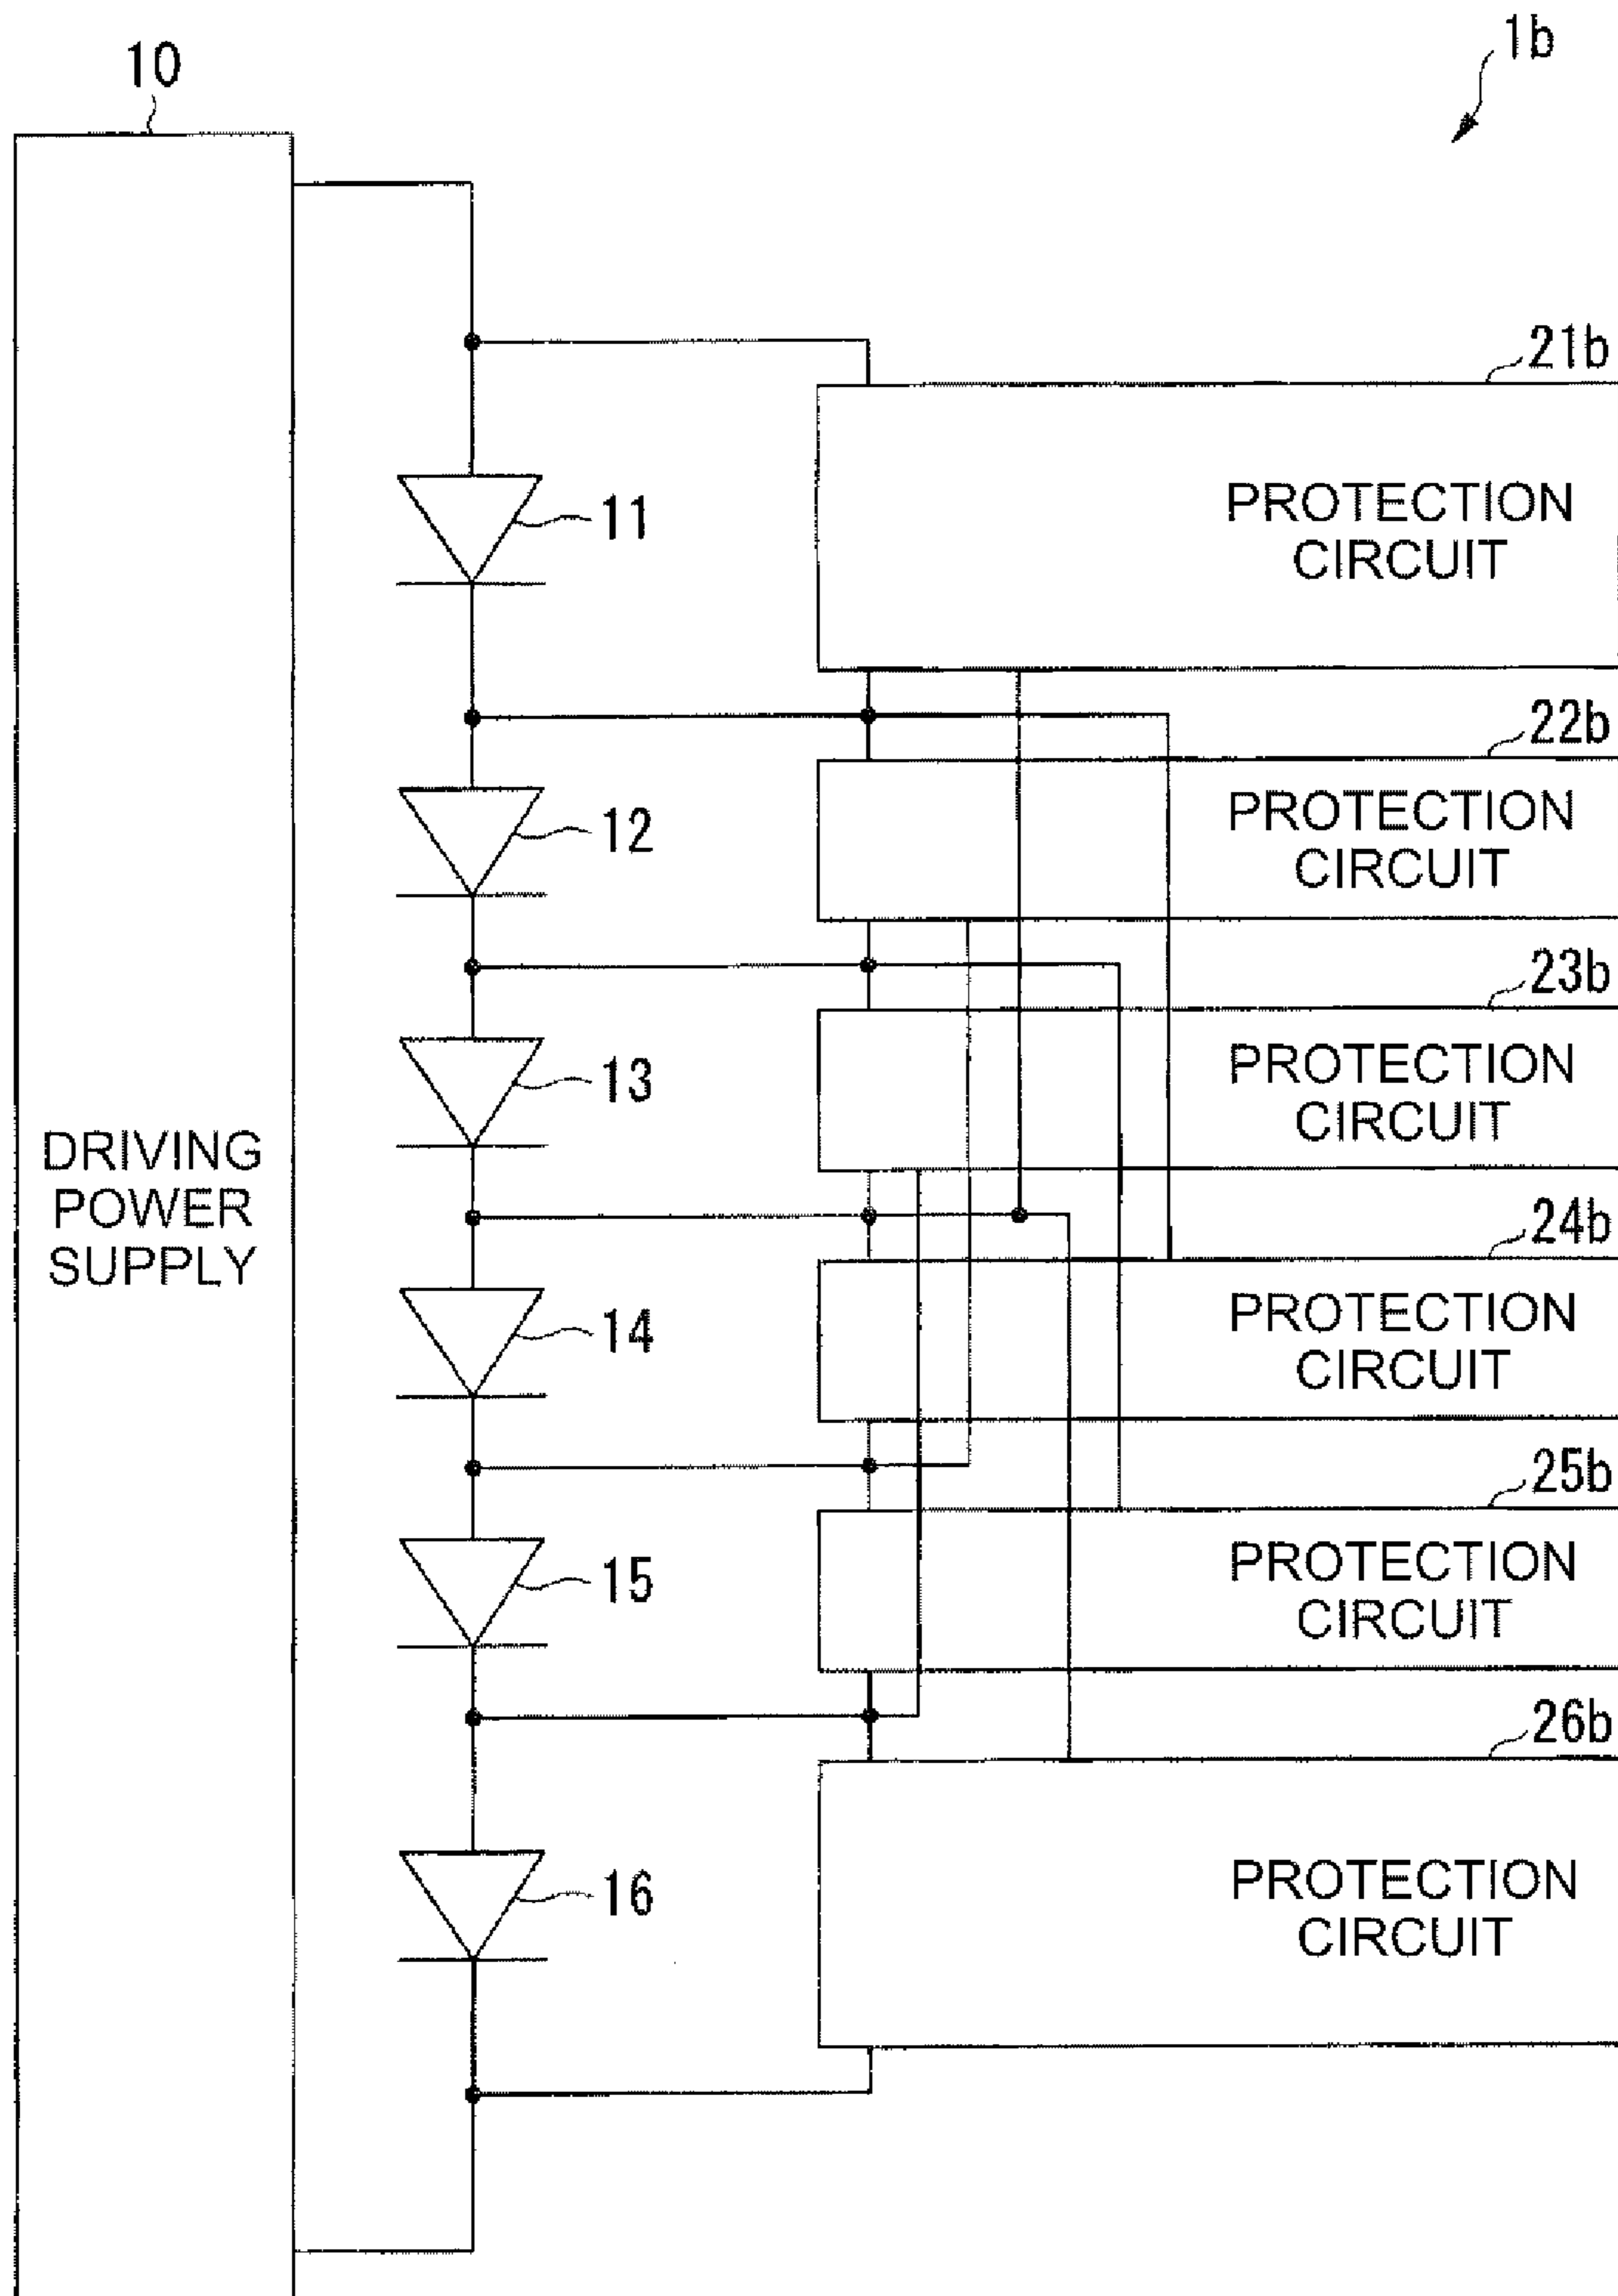 1b
10
21b
PROTECTION
CIRCUIT
11
22b
PROTECTION
CIRCUIT
12
23b
PROTECTION
CIRCUIT
13
DRIVING
POWER
SUPPLY
24b
PROTECTION
CIRCUIT
14
25b
PROTECTION
CIRCUIT
15
26b
PROTECTION
CIRCUIT
16